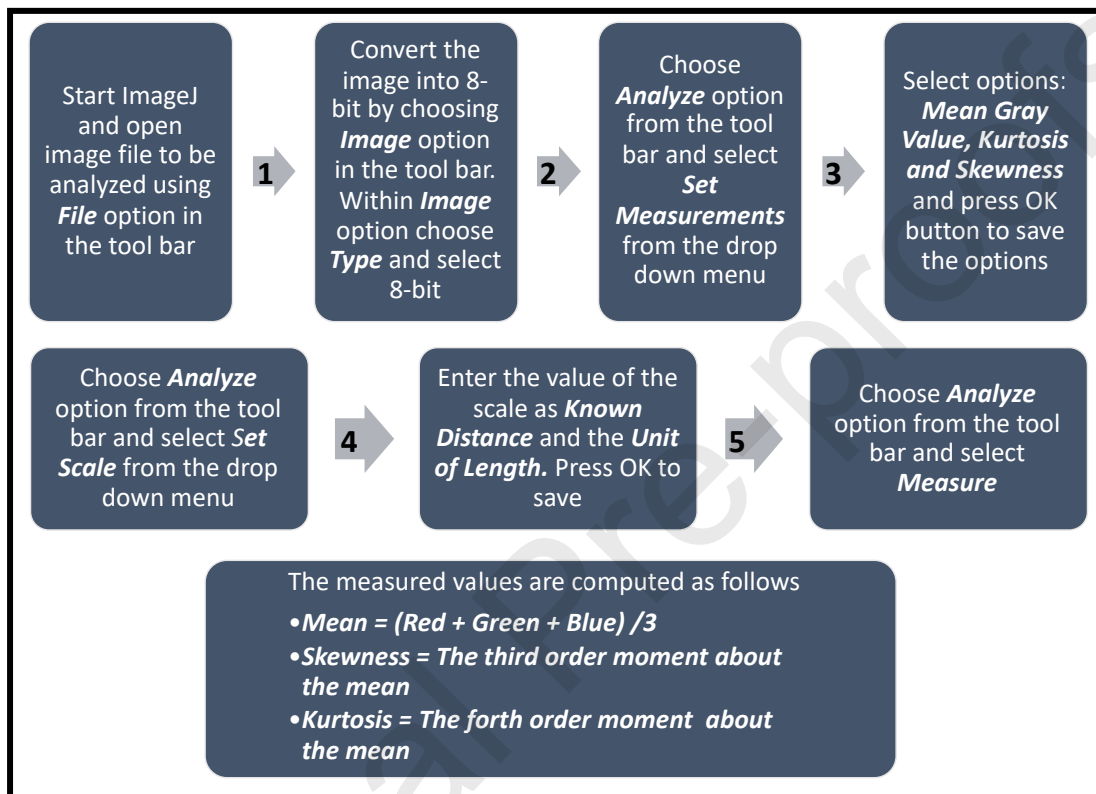 Start ImageJ
and open
image file to be
analyzed using
File option in
the tool bar
1
Convert the
image into 8-
bit by choosing
Image option
in the tool bar.
Within Image
option choose
Type and select
8-bit
2
Choose
Analyze option
from the tool
bar and select
Set
Measurements
from the drop
down menu
3
Select options:
Mean Gray
Value, Kurtosis
and Skewness
and press OK
button to save
the options
Choose Analyze
option from the tool
bar and select Set
Scale from the drop
down menu
4
Enter the value of the
scale as Known
Distance and the Unit
of Length. Press OK to
save
5
Choose Analyze
option from the tool
bar and select
Measure
The measured values are computed as follows
•Mean = (Red + Green + Blue) /3
•Skewness = The third order moment about
the mean
•Kurtosis = The forth order moment about
the mean
al Pre-proofs